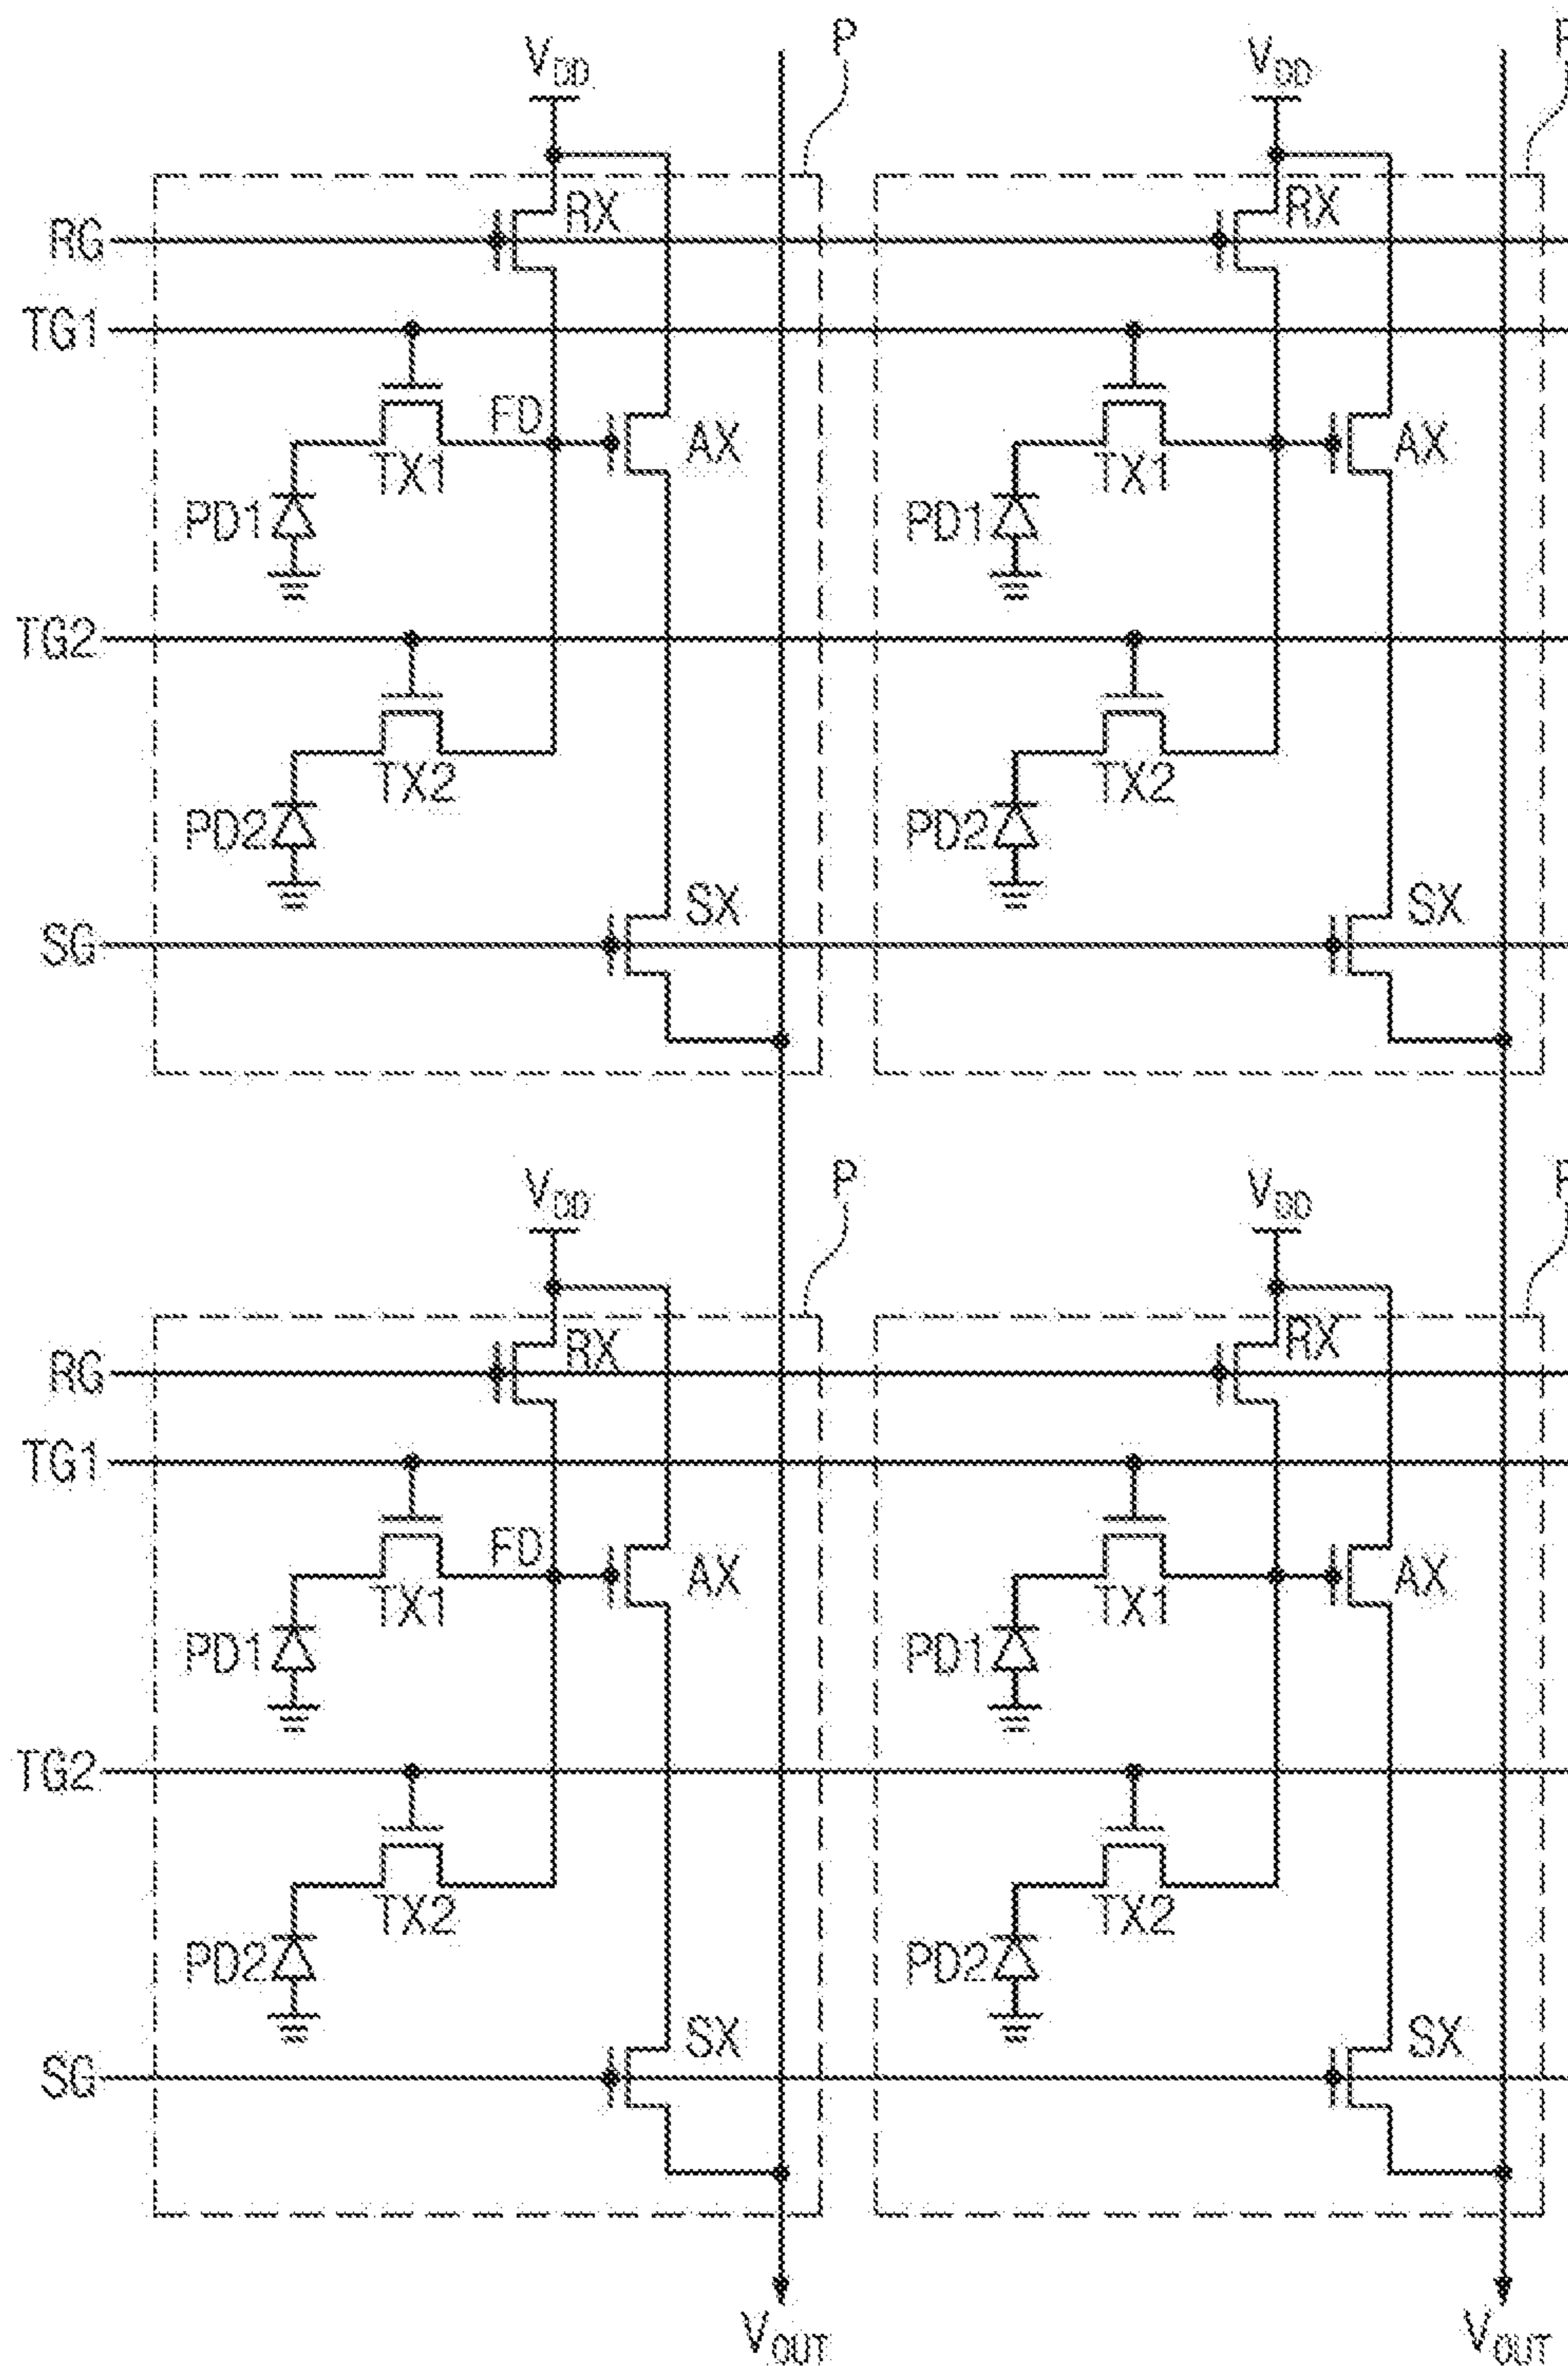 P P
VDD VDD
RX RX
RG
TG1
FD AX AX
TX1 TX1
PD1 PD1
TG2
TX2 TX2
PD2 PD2
SX SX
SG
P P
VDD VDD
RX RX
RG
TG1
FD AX AX
TX1 TX1
PD1 PD1
TG2
TX2 TX2
PD2 PD2
SX SX
SG
VOUT VOUT